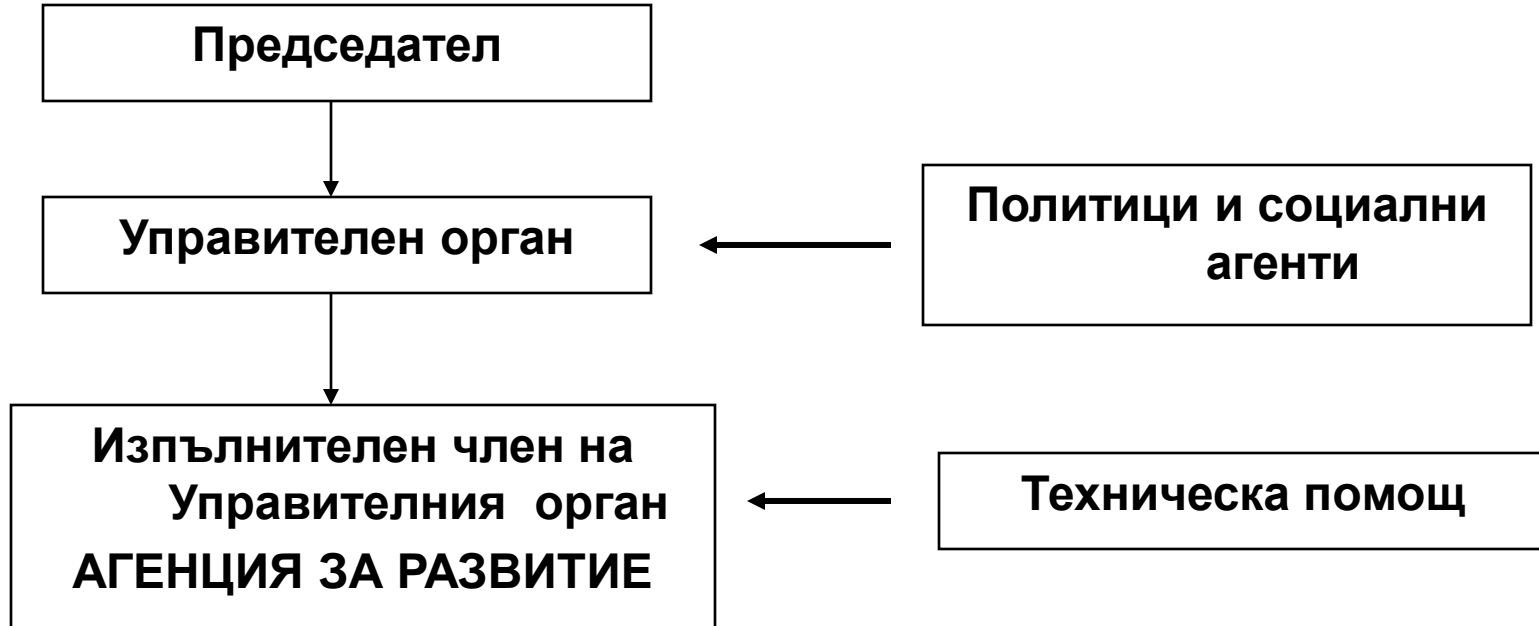 Председател
Управителен орган
Политици и социални
агенти
Изпълнителен член на
Управителния орган
АГЕНЦИЯ ЗА РАЗВИТИЕ
Техническа помощ